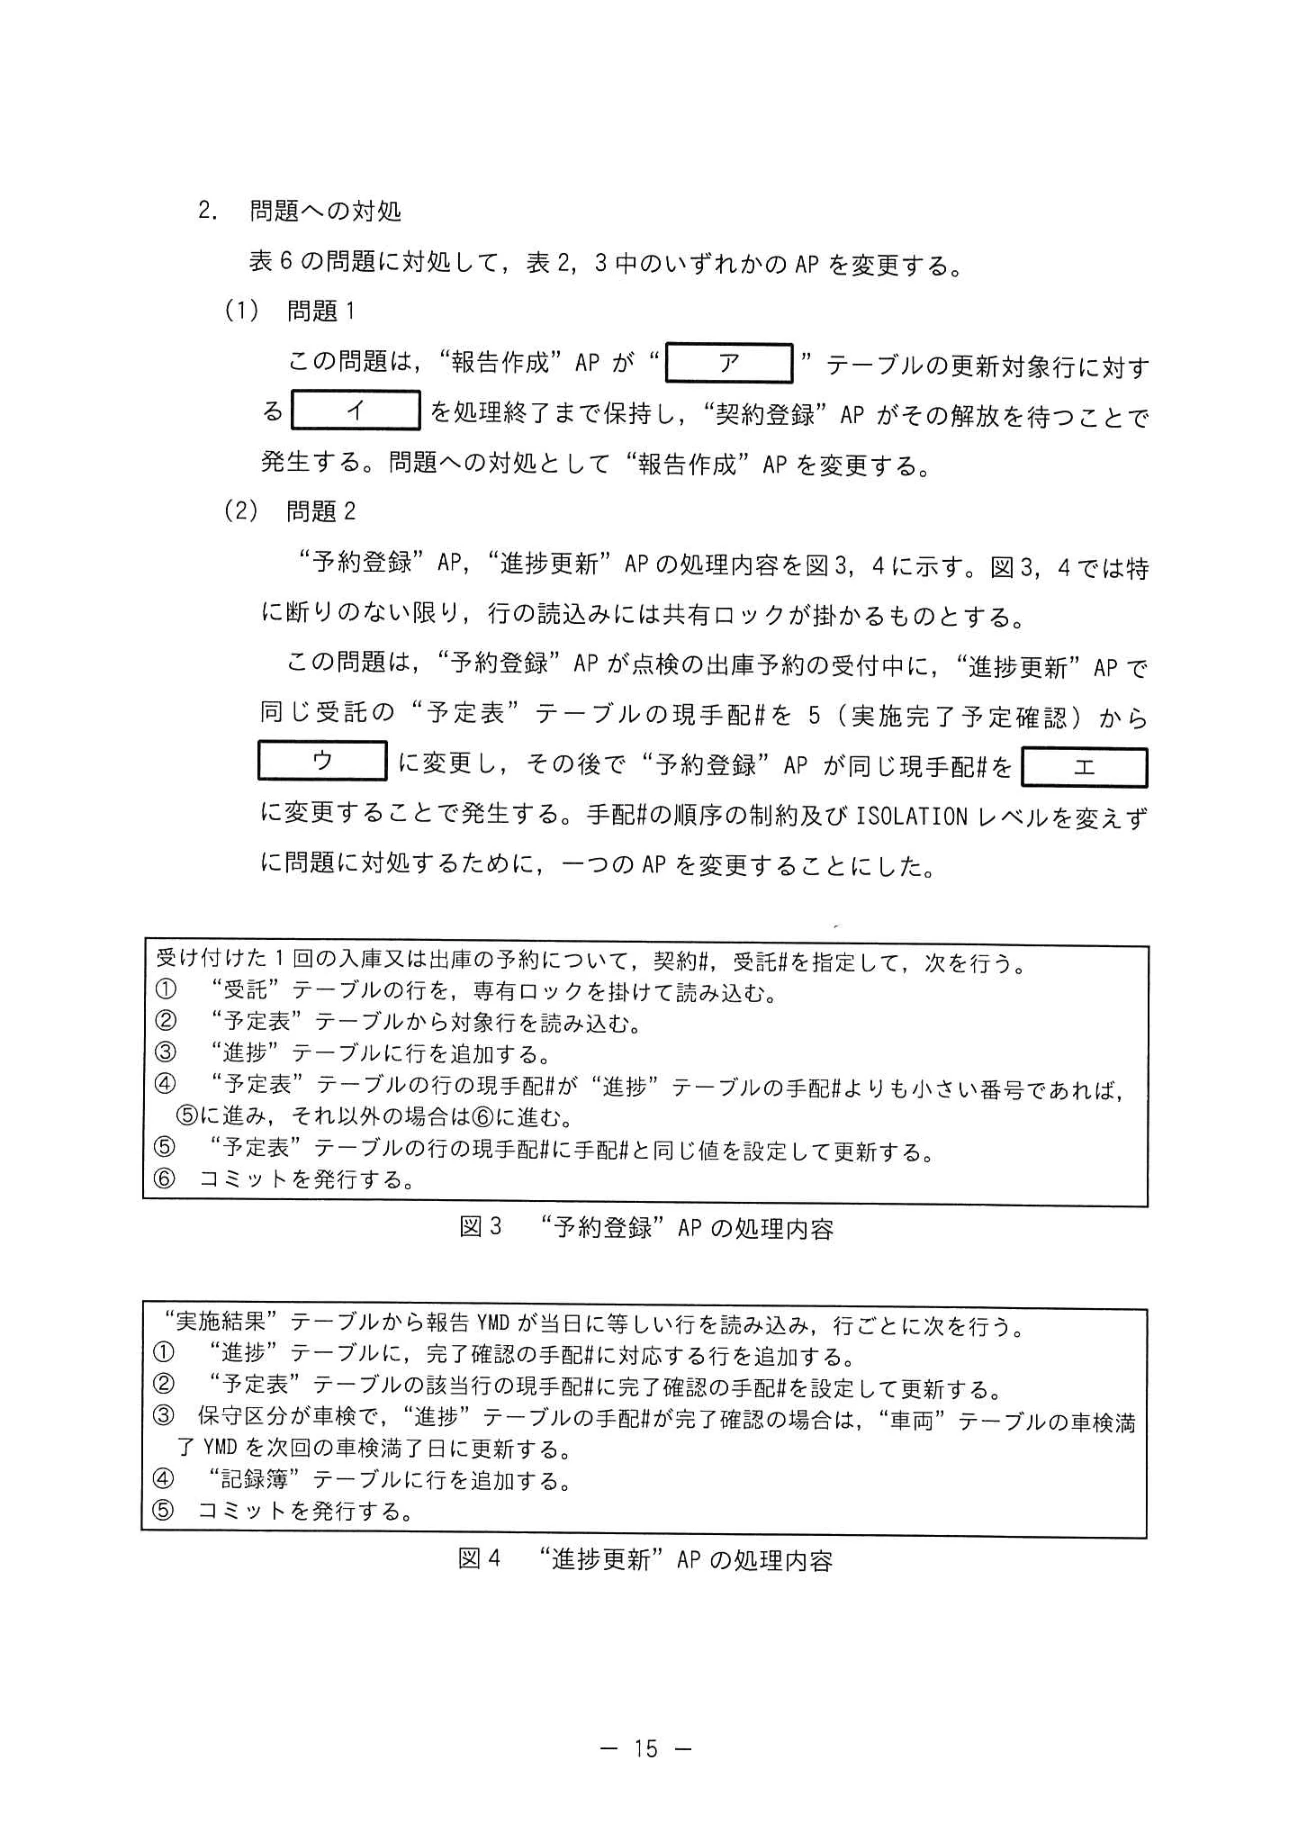 2. 問題への対処
表6の問題に対処して，表2，3中のいずれかのAPを変更する。
(1) 問題1
この問題は，“報告作成”APが“ ア ”テーブルの更新対象行に対す
る イ を処理終了まで保持し，“契約登録”APがその解放を待つことで
発生する。問題への対処として“報告作成”APを変更する。
(2) 問題2
“予約登録”AP，“進捗更新”APの処理内容を図3，4に示す。図3，4では特
に断りのない限り，行の読込みには共有ロックが掛かるものとする。
この問題は，“予約登録”APが点検の出庫予約の受付中に，“進捗更新”APで
同じ受託の“予定表”テーブルの現手配#を5（実施完了予定確認）から
ウ に変更し，その後で“予約登録”APが同じ現手配#を エ
に変更することで発生する。手配#の順序の制約及びISOLATIONレベルを変えず
に問題に対処するために，一つのAPを変更することにした。
受け付けた1回の入庫又は出庫の予約について，契約#，受託#を指定して，次を行う。
① “受託”テーブルの行を，専有ロックを掛けて読み込む。
② “予定表”テーブルから対象行を読み込む。
③ “進捗”テーブルに行を追加する。
④ “予定表”テーブルの行の現手配#が“進捗”テーブルの手配#よりも小さい番号であれば，
⑤に進み，それ以外の場合は⑥に進む。
⑤ “予定表”テーブルの行の現手配#に手配#と同じ値を設定して更新する。
⑥ コミットを発行する。
図3 “予約登録”APの処理内容
“実施結果”テーブルから報告YMDが当日に等しい行を読み込み，行ごとに次を行う。
① “進捗”テーブルに，完了確認の手配#に対応する行を追加する。
② “予定表”テーブルの該当行の現手配#に完了確認の手配#を設定して更新する。
③ 保守区分が車検で，“進捗”テーブルの手配#が完了確認の場合は，“車両”テーブルの車検満
了YMDを次回の車検満了日に更新する。
④ “記録簿”テーブルに行を追加する。
⑤ コミットを発行する。
図4 “進捗更新”APの処理内容
― 15 ―